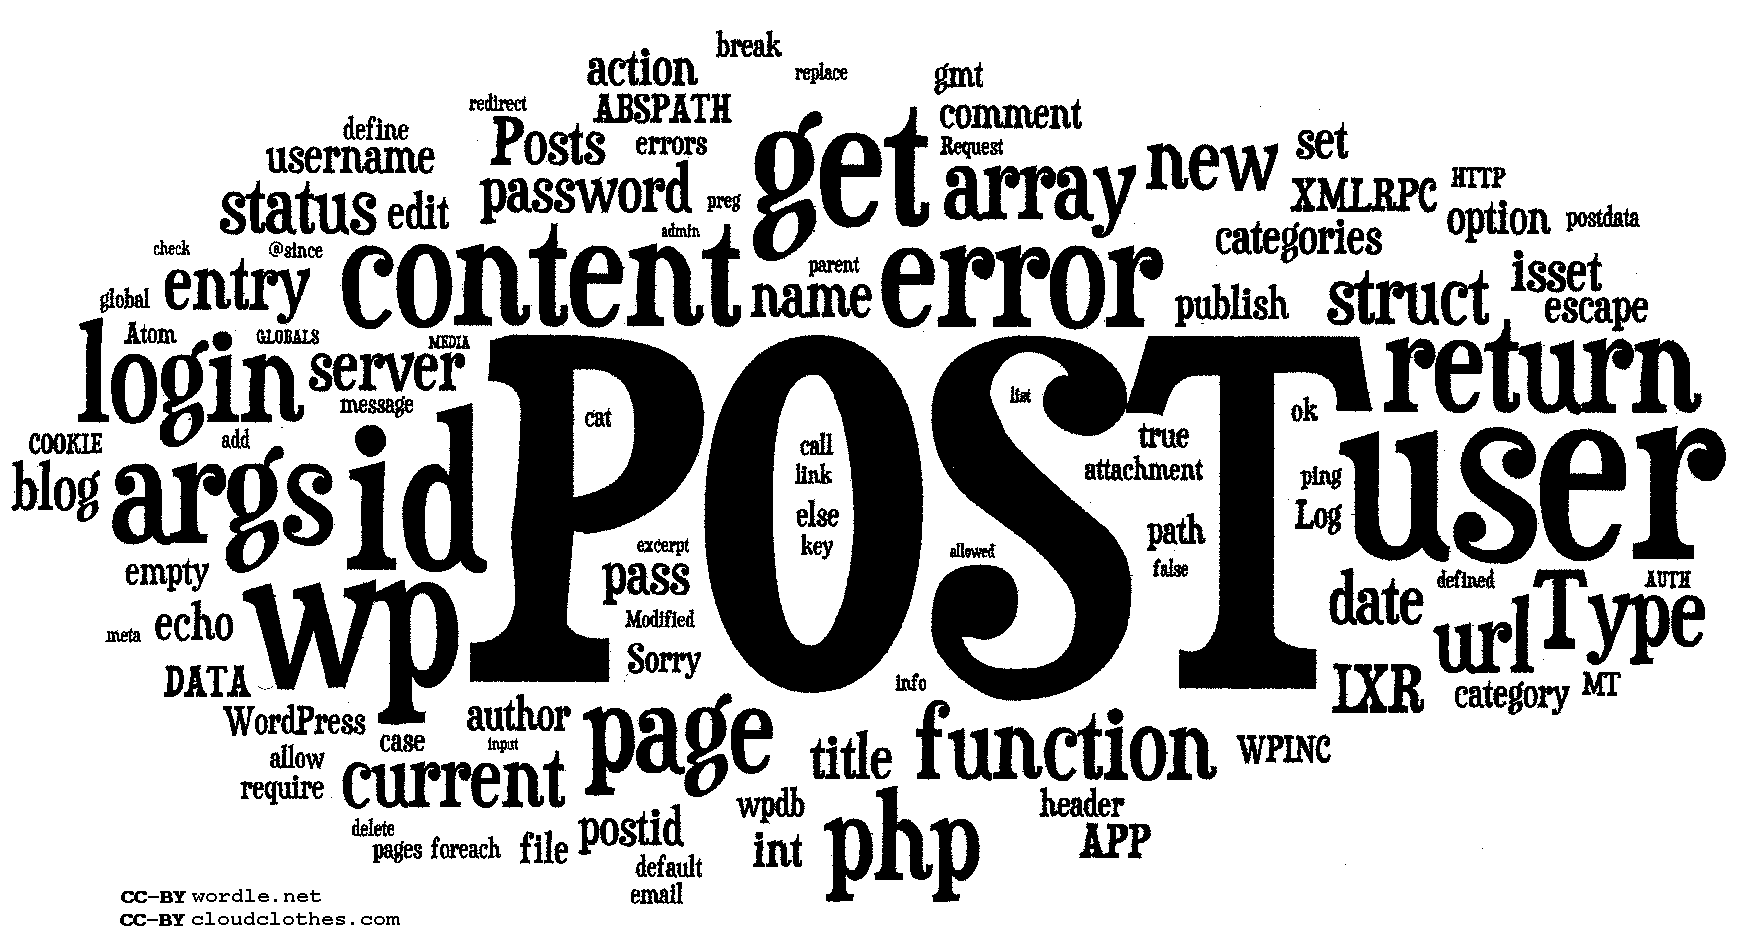 break
action
replace
gmt
redirect
ABSPATH
comment
define
Posts
errors
get
Request
new
set
username
password
preg
array
XMLRPC
HTTP
status
edit
option
postdata
check
@since
content
admin
categories
global
entry
parent
name
error
publish
struct
isset
escape
login
Atom
GLOBALS
server
MEDIA
message
POST
return
COOKIE
add
cat
list
ok
blog
args
id
call
link
true
attachment
ping
user
else
key
path
Log
empty
excerpt
pass
allowed
false
date
defined
AUTH
meta
echo
wp
Modified
Sorry
url
Type
DATA
info
IXR
category
MT
WordPress
case
author
input
page
title
function
WPINC
allow
require
current
wpdb
header
delete
pages
foreach
file
postid
int
php
APP
default
email
CC-BY wordle.net
CC-BY cloudclothes.com